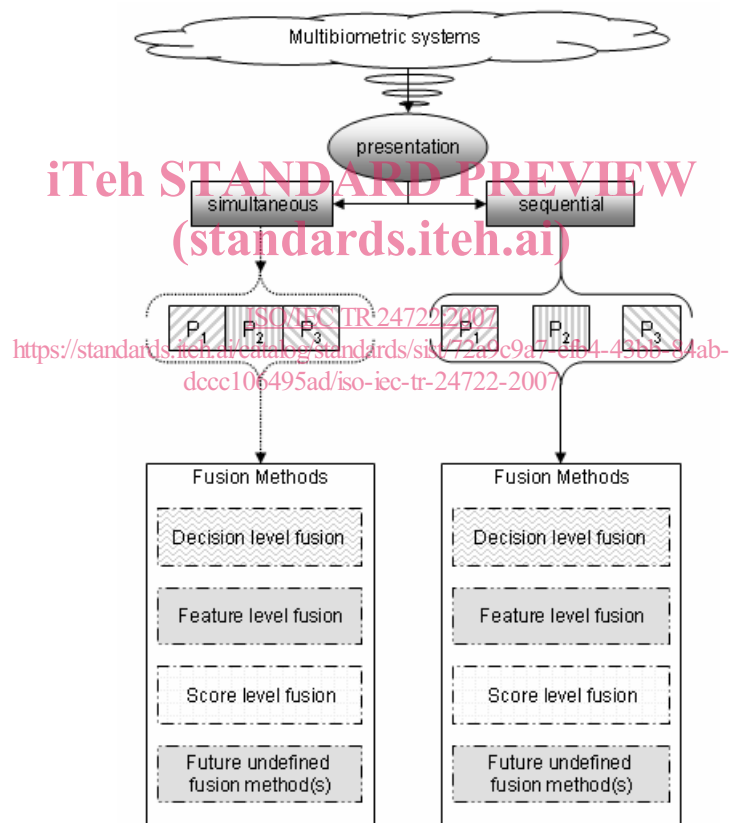 Multibiometric systems
presentation
iTeh STANDARD PREVIEW
simultaneous sequential
(standards.iteh.ai)
P1 P2 P3 P1 P2 P3
ISO/IEC TR 24722:2007
https://standards.iteh.ai/catalog/standards/sist/72a9c9a7-cfb4-43bb-84ab-
dccc106495ad/iso-iec-tr-24722-2007
Fusion Methods Fusion Methods
Decision level fusion Decision level fusion
Feature level fusion Feature level fusion
Score level fusion Score level fusion
Future undefined Future undefined
fusion method(s) fusion method(s)